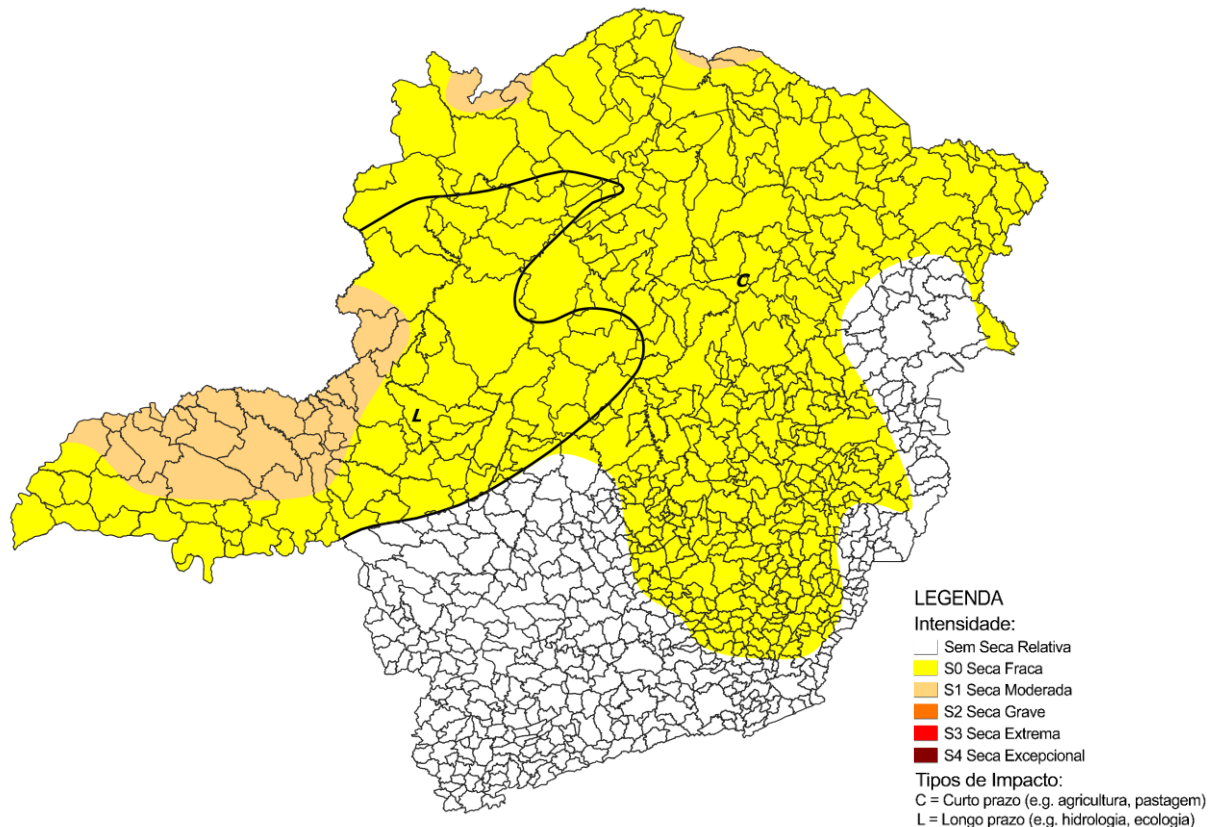 C
L
LEGENDA
Intensidade:
Sem Seca Relativa
S0 Seca Fraca
S1 Seca Moderada
S2 Seca Grave
S3 Seca Extrema
S4 Seca Excepcional
Tipos de Impacto:
C = Curto prazo (e.g. agricultura, pastagem)
L = Longo prazo (e.g. hidrologia, ecologia)